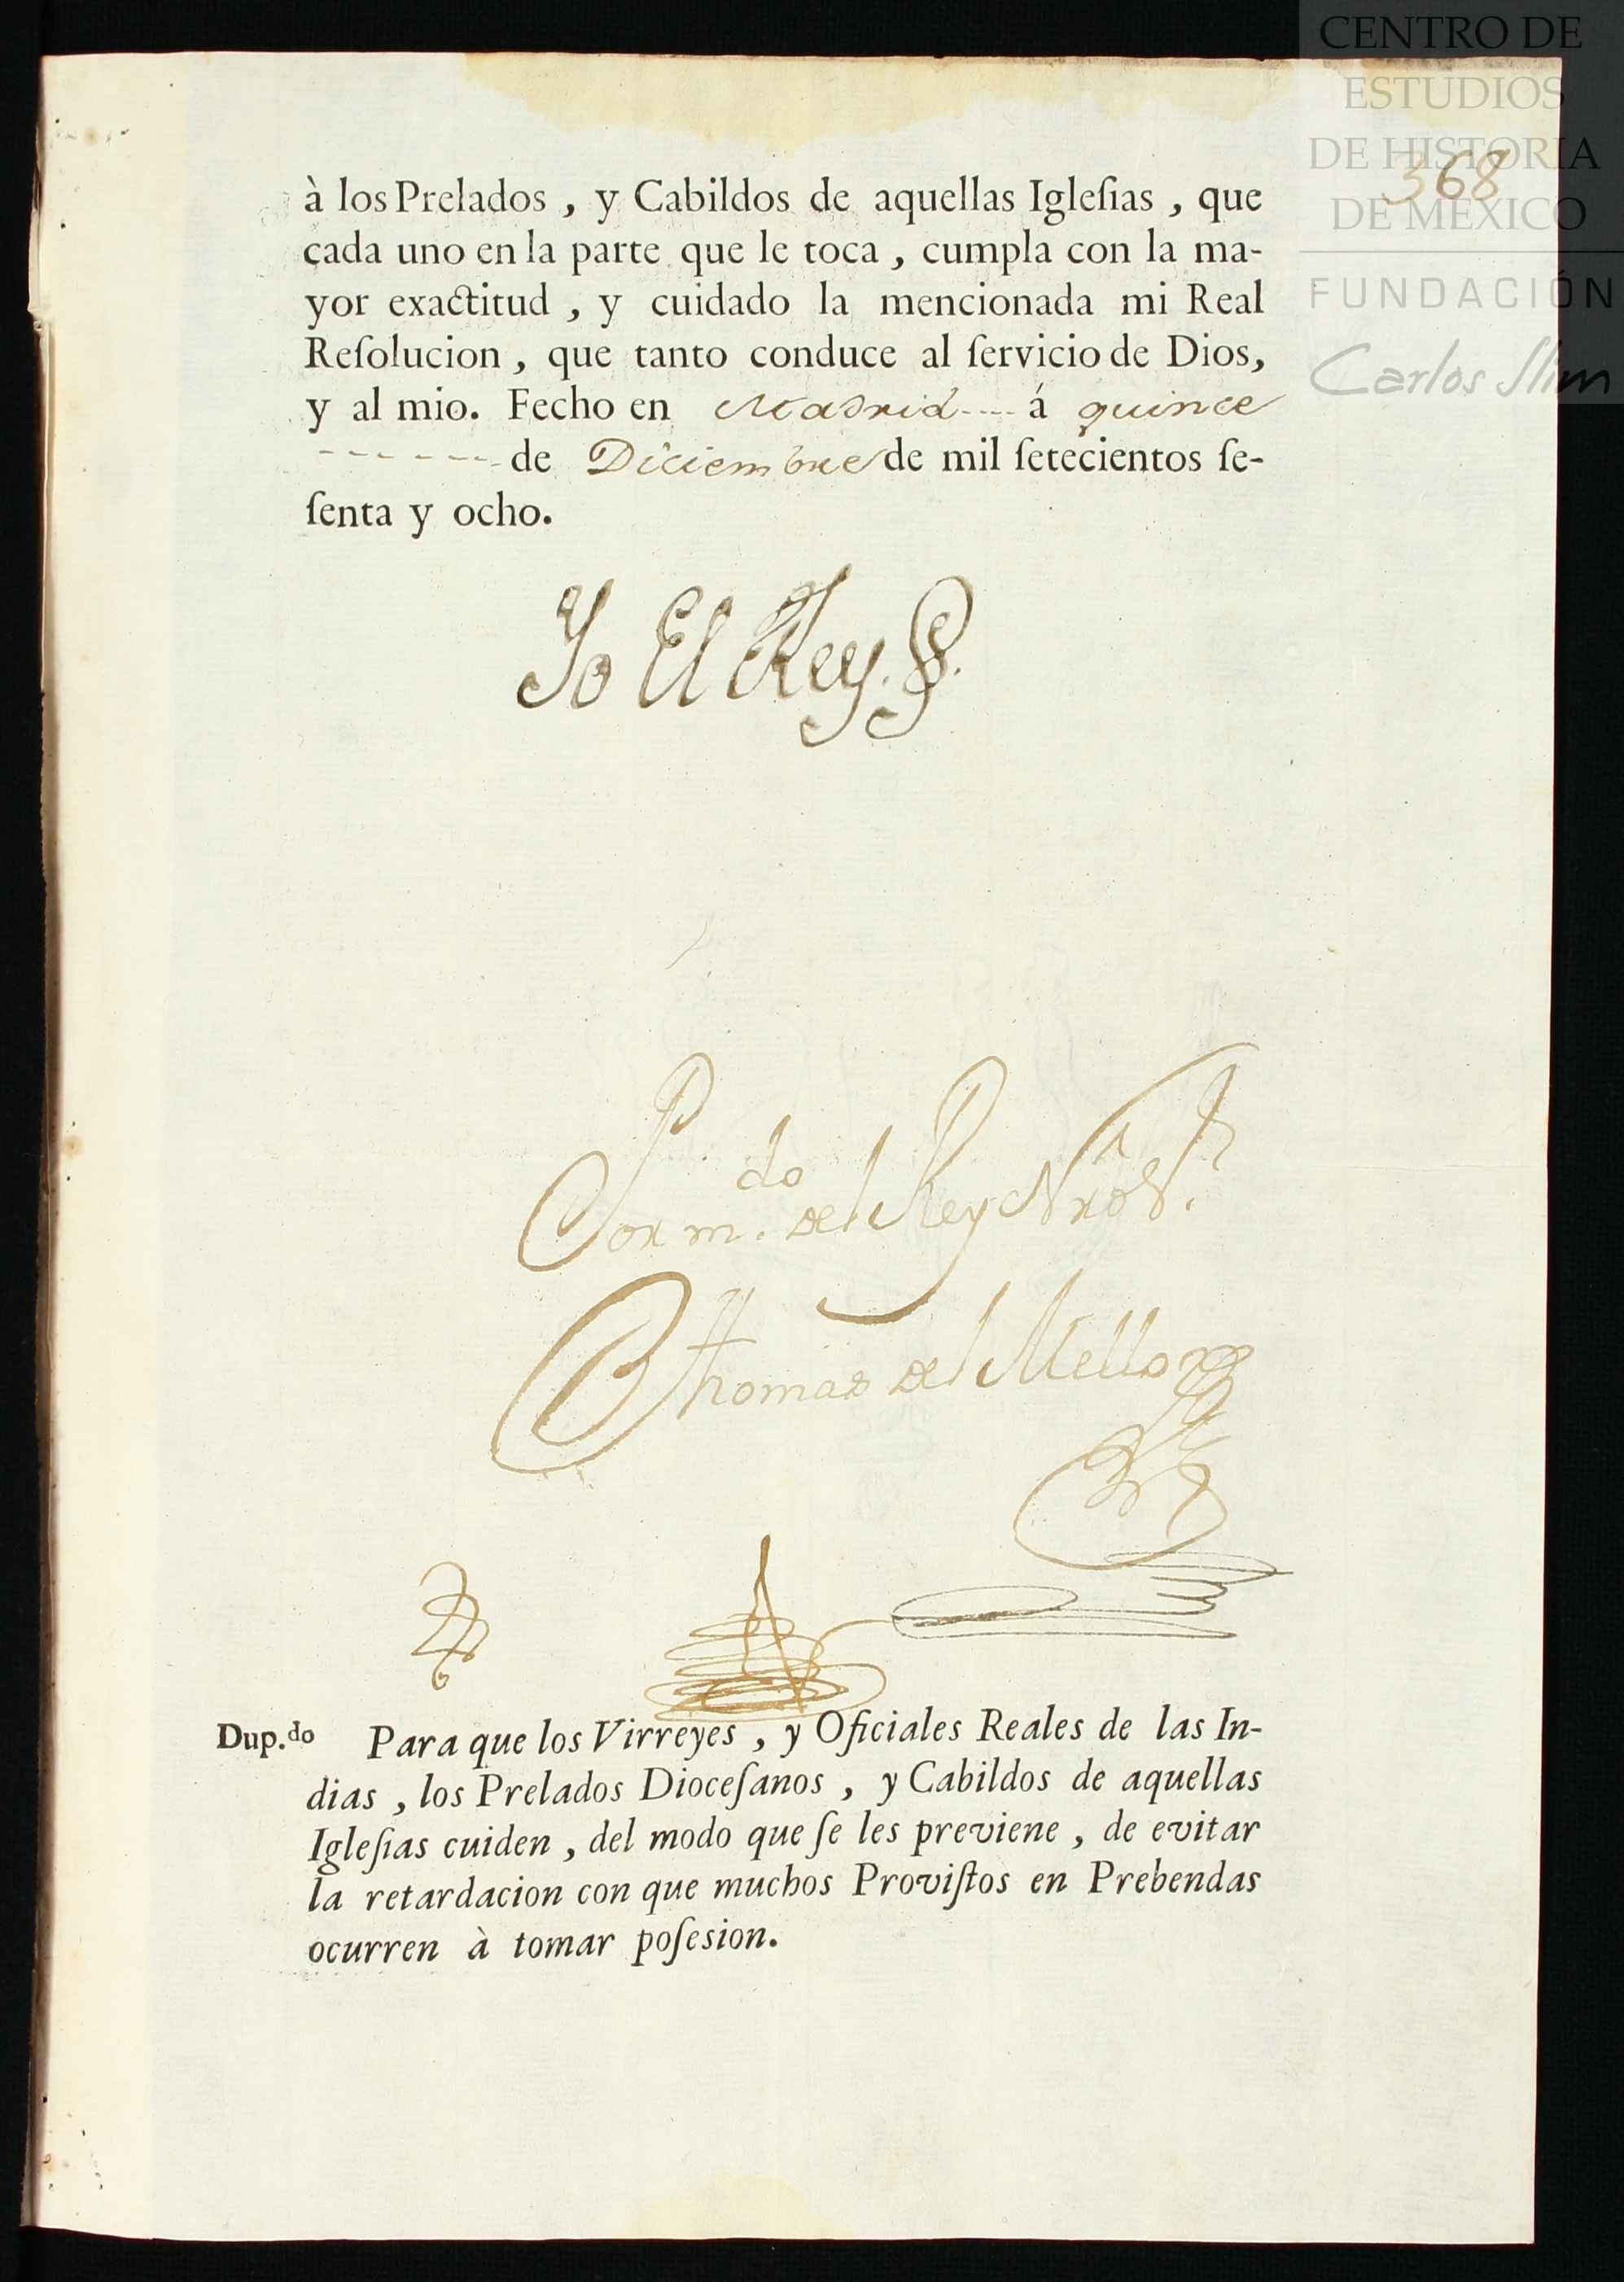 CENTRO DE
ESTUDIOS
DE HISTORIA
DE MEXICO
FUNDACIÓN
Carlos Slim
368
à los Prelados , y Cabildos de aquellas Igleſias , que
cada uno en la parte que le toca , cumpla con la ma-
yor exactitud , y cuidado la mencionada mi Real
Reſolucion , que tanto conduce al ſervicio de Dios,
y al mio. Fecho en Madrid ---- á quince
------- de Diciembre de mil ſetecientos ſe-
ſenta y ocho.
Yo El Rey.
Por m.do del Rey Nro S.r
Thomas del Mello
Dup.do Para que los Virreyes , y Oficiales Reales de las In-
dias , los Prelados Dioceſanos , y Cabildos de aquellas
Igleſias cuiden , del modo que ſe les previene , de evitar
la retardacion con que muchos Proviſtos en Prebendas
ocurren à tomar poſesion.